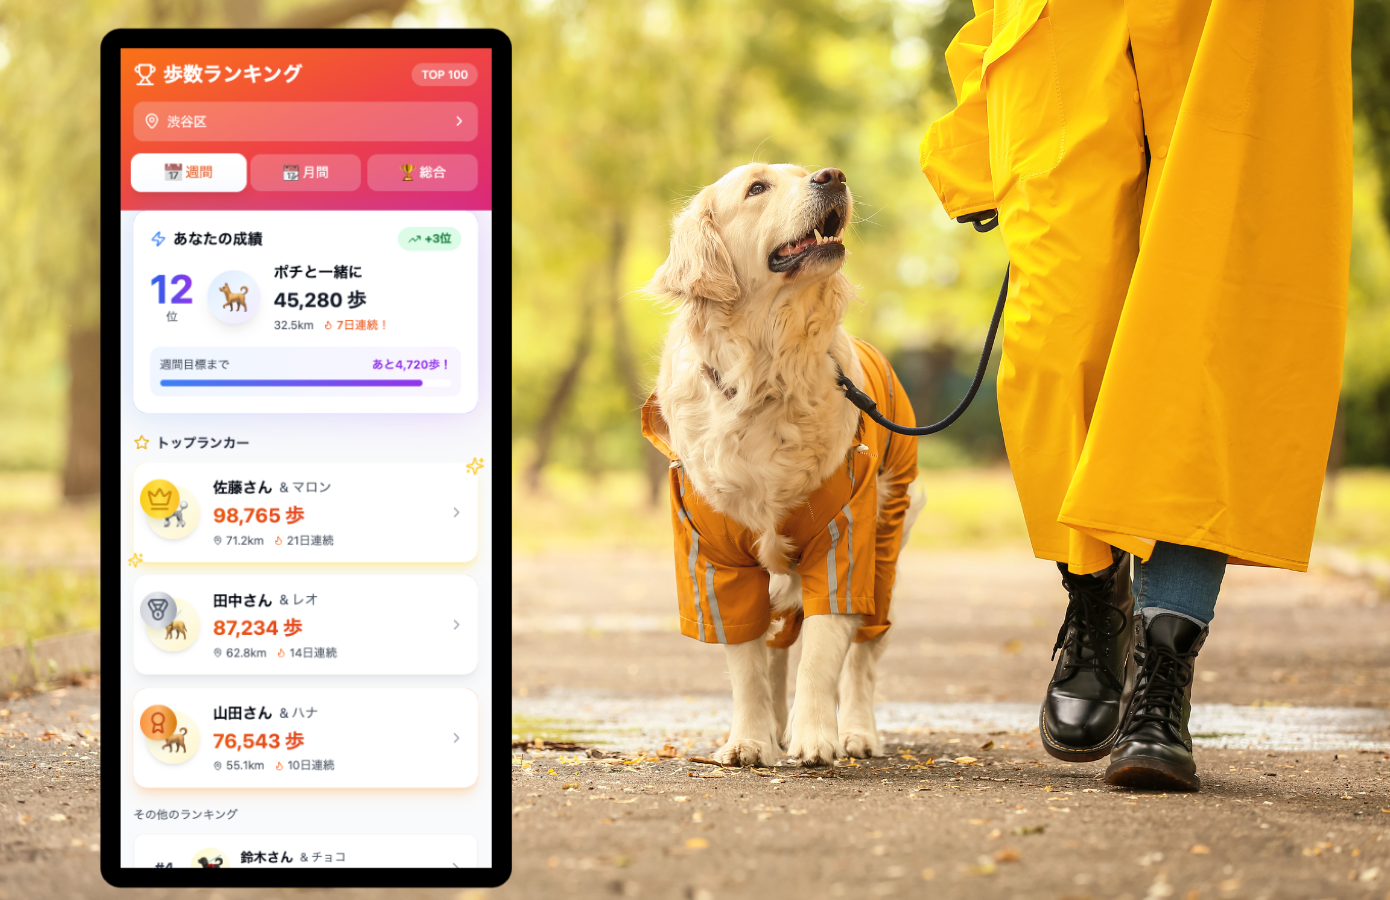 歩数ランキング
TOP 100
渋谷区
週間
月間
総合
あなたの成績
+3位
12
位
ポチと一緒に
45,280 歩
32.5km
7日連続！
週間目標まで
あと4,720歩！
トップランカー
佐藤さん & マロン
98,765 歩
71.2km
21日連続
田中さん & レオ
87,234 歩
62.8km
14日連続
山田さん & ハナ
76,543 歩
55.1km
10日連続
その他のランキング
#4
鈴木さん & チョコ